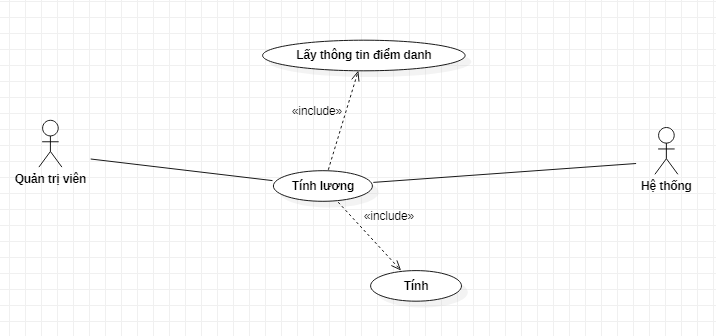 Lấy thông tin điểm danh
«include»
Quản trị viên
Tính lương
Hệ thống
«include»
Tính